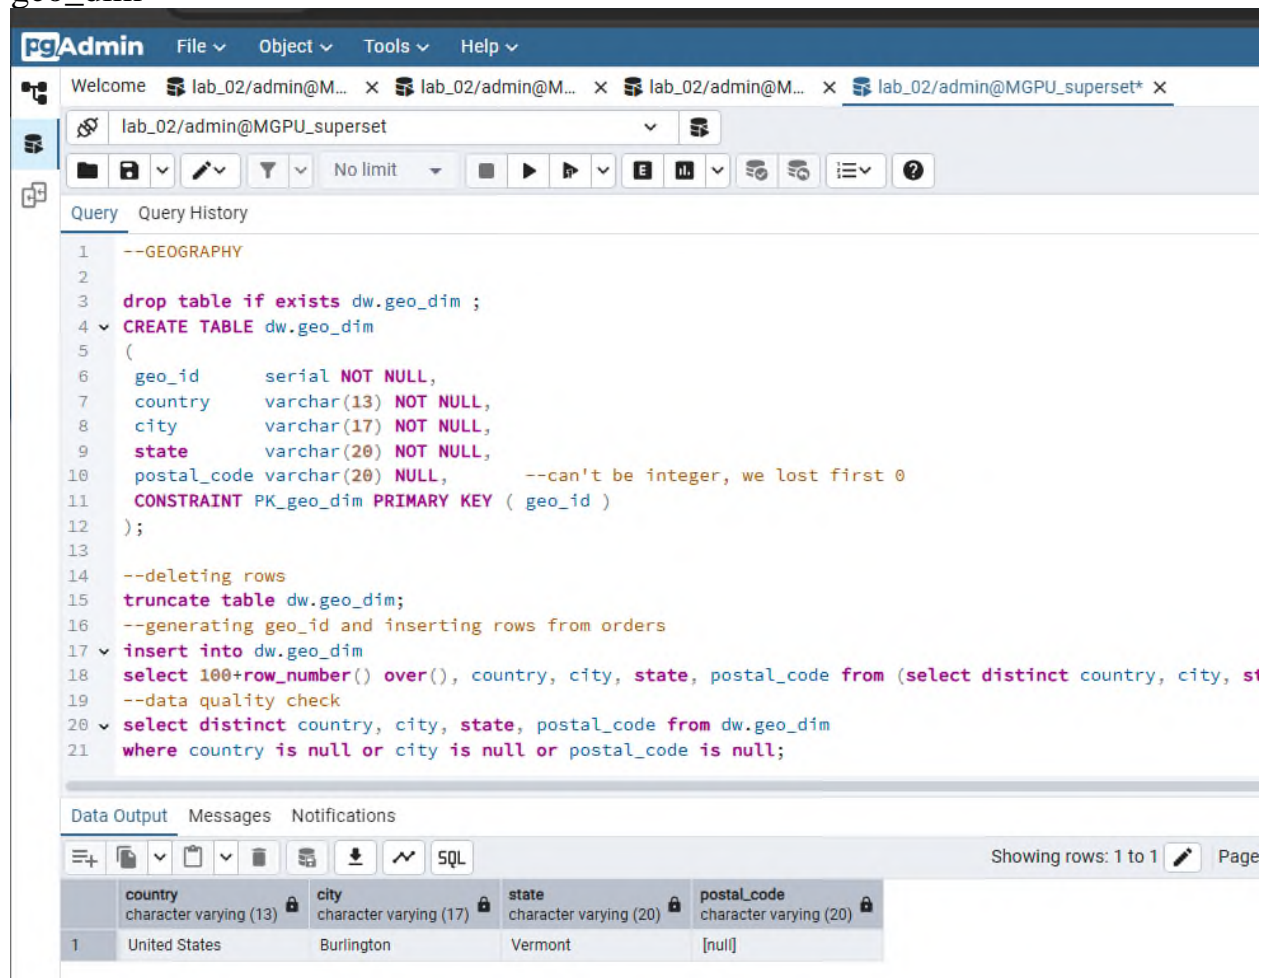 geo_dim
pgAdmin File Object Tools Help
Welcome lab_02/admin@M... lab_02/admin@M... lab_02/admin@M... lab_02/admin@MGPU_superset*
lab_02/admin@MGPU_superset
No limit E
Query Query History
1 --GEOGRAPHY
2
3 drop table if exists dw.geo_dim ;
4 CREATE TABLE dw.geo_dim
5 (
6 geo_id serial NOT NULL,
7 country varchar(13) NOT NULL,
8 city varchar(17) NOT NULL,
9 state varchar(20) NOT NULL,
10 postal_code varchar(20) NULL, --can't be integer, we lost first 0
11 CONSTRAINT PK_geo_dim PRIMARY KEY ( geo_id )
12 );
13
14 --deleting rows
15 truncate table dw.geo_dim;
16 --generating geo_id and inserting rows from orders
17 insert into dw.geo_dim
18 select 100+row_number() over(), country, city, state, postal_code from (select distinct country, city, st
19 --data quality check
20 select distinct country, city, state, postal_code from dw.geo_dim
21 where country is null or city is null or postal_code is null;
Data Output Messages Notifications
SQL Showing rows: 1 to 1 Page
country city state postal_code
character varying (13) character varying (17) character varying (20) character varying (20)
1 United States Burlington Vermont [null]